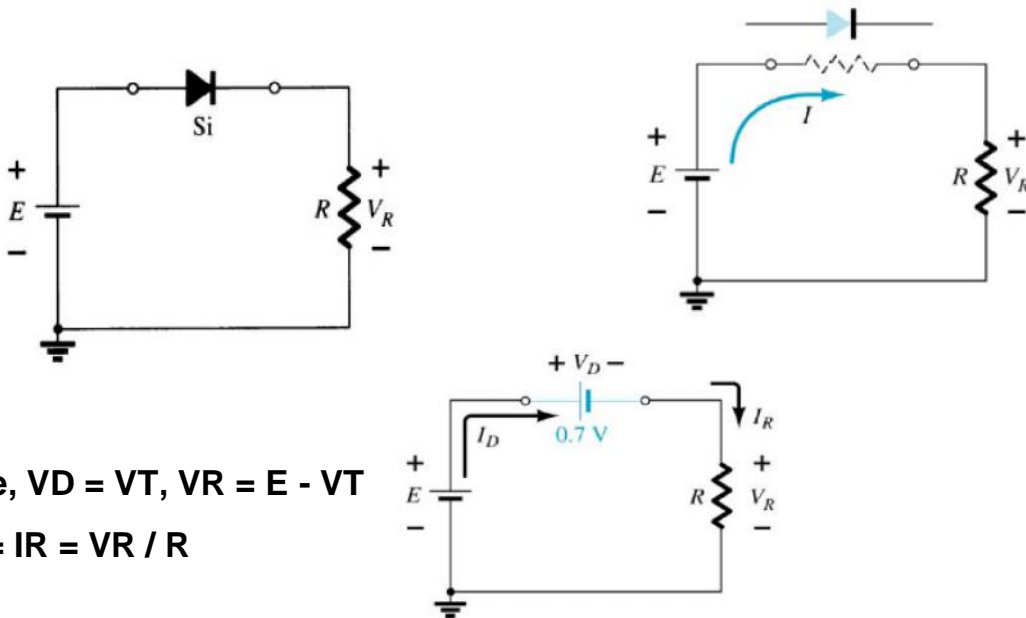 Si
+
E
−
+
R
V_R
−
I
+
E
−
+
R
V_R
−
+ V_D −
0.7 V
I_D
I_R
+
E
−
+
R
V_R
−
, VD = VT, VR = E - VT
= IR = VR / R